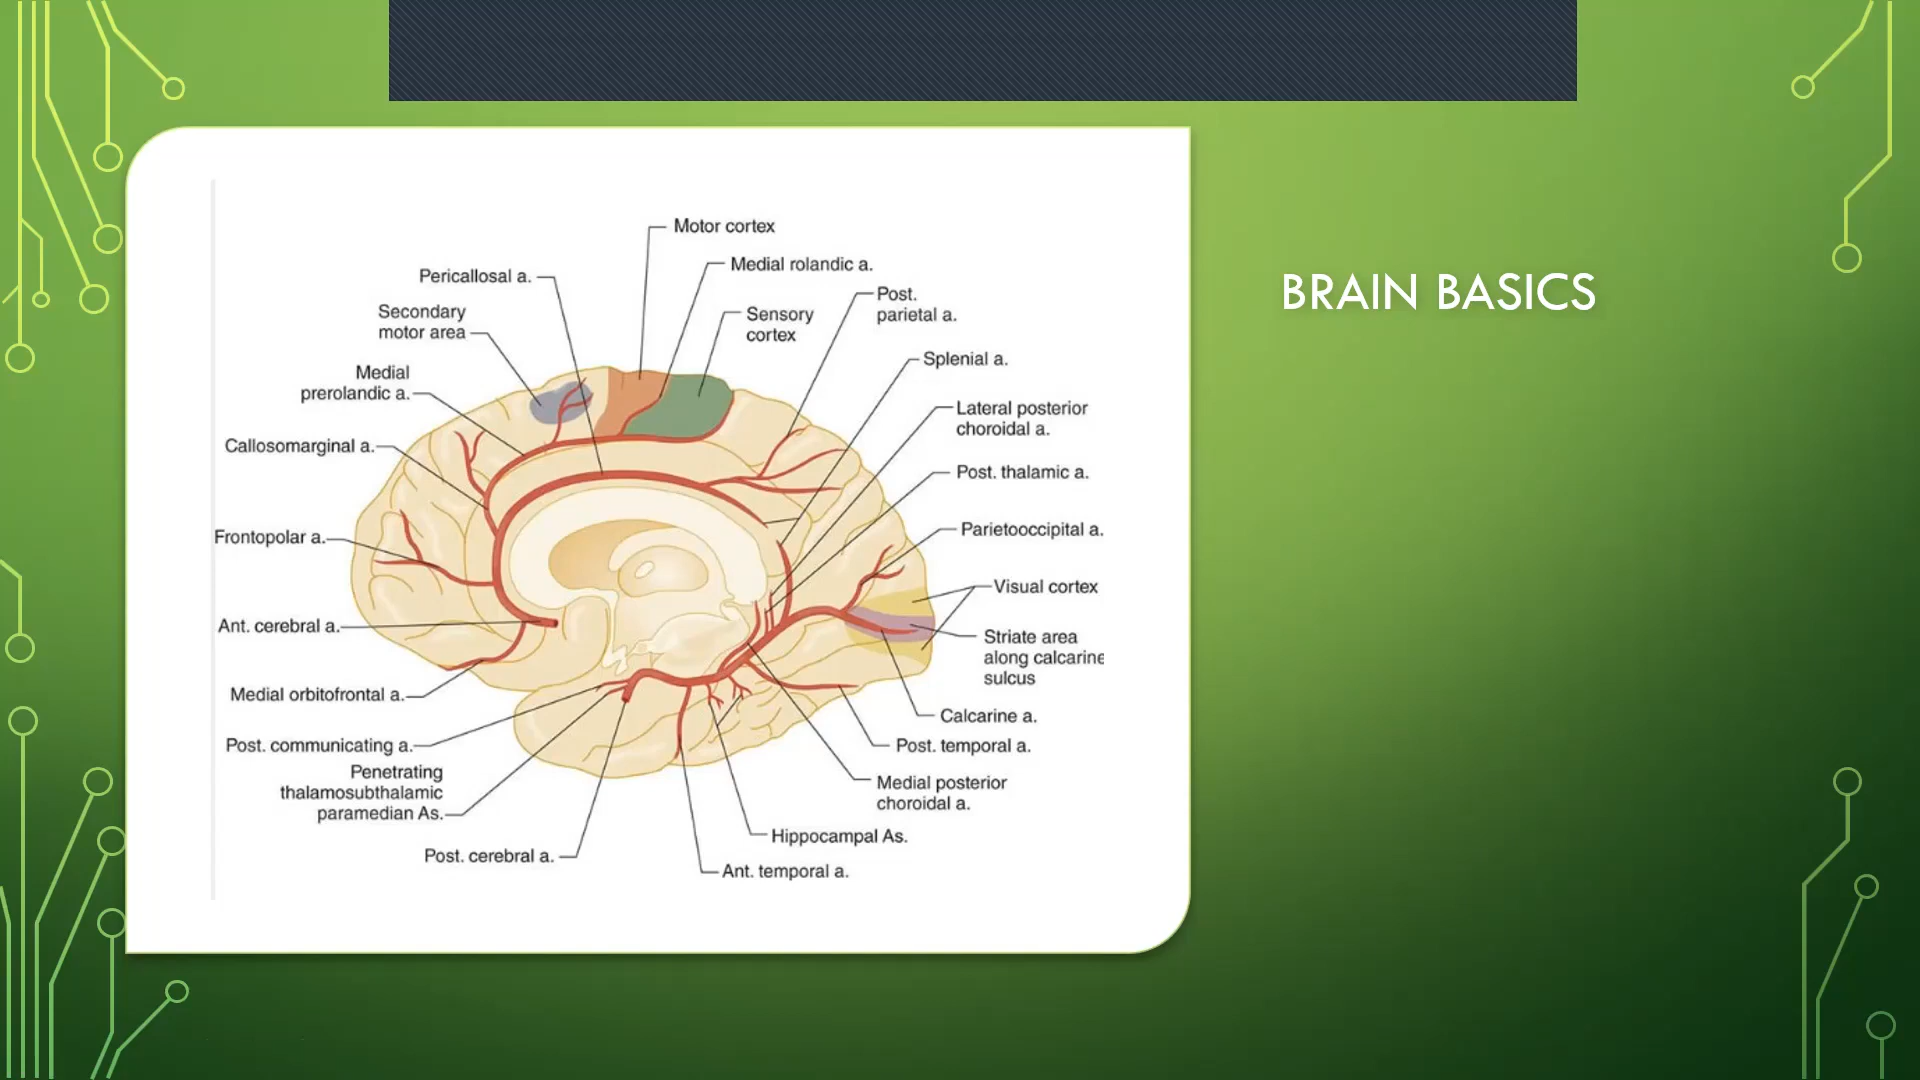 Motor cortex
Medial rolandic a.
Pericallosal a.
Post.
parietal a.
Secondary
motor area
Sensory
cortex
Splenial a.
Medial
prerolandic a.
Lateral posterior
choroidal a.
Callosomarginal a.
Post. thalamic a.
Frontopolar a.
Parietooccipital a.
Visual cortex
Ant. cerebral a.
Striate area
along calcarine
sulcus
Medial orbitofrontal a.
Calcarine a.
Post. communicating a.
Post. temporal a.
Penetrating
thalamosubthalamic
paramedian As.
Medial posterior
choroidal a.
Hippocampal As.
Post. cerebral a.
Ant. temporal a.
BRAIN BASICS